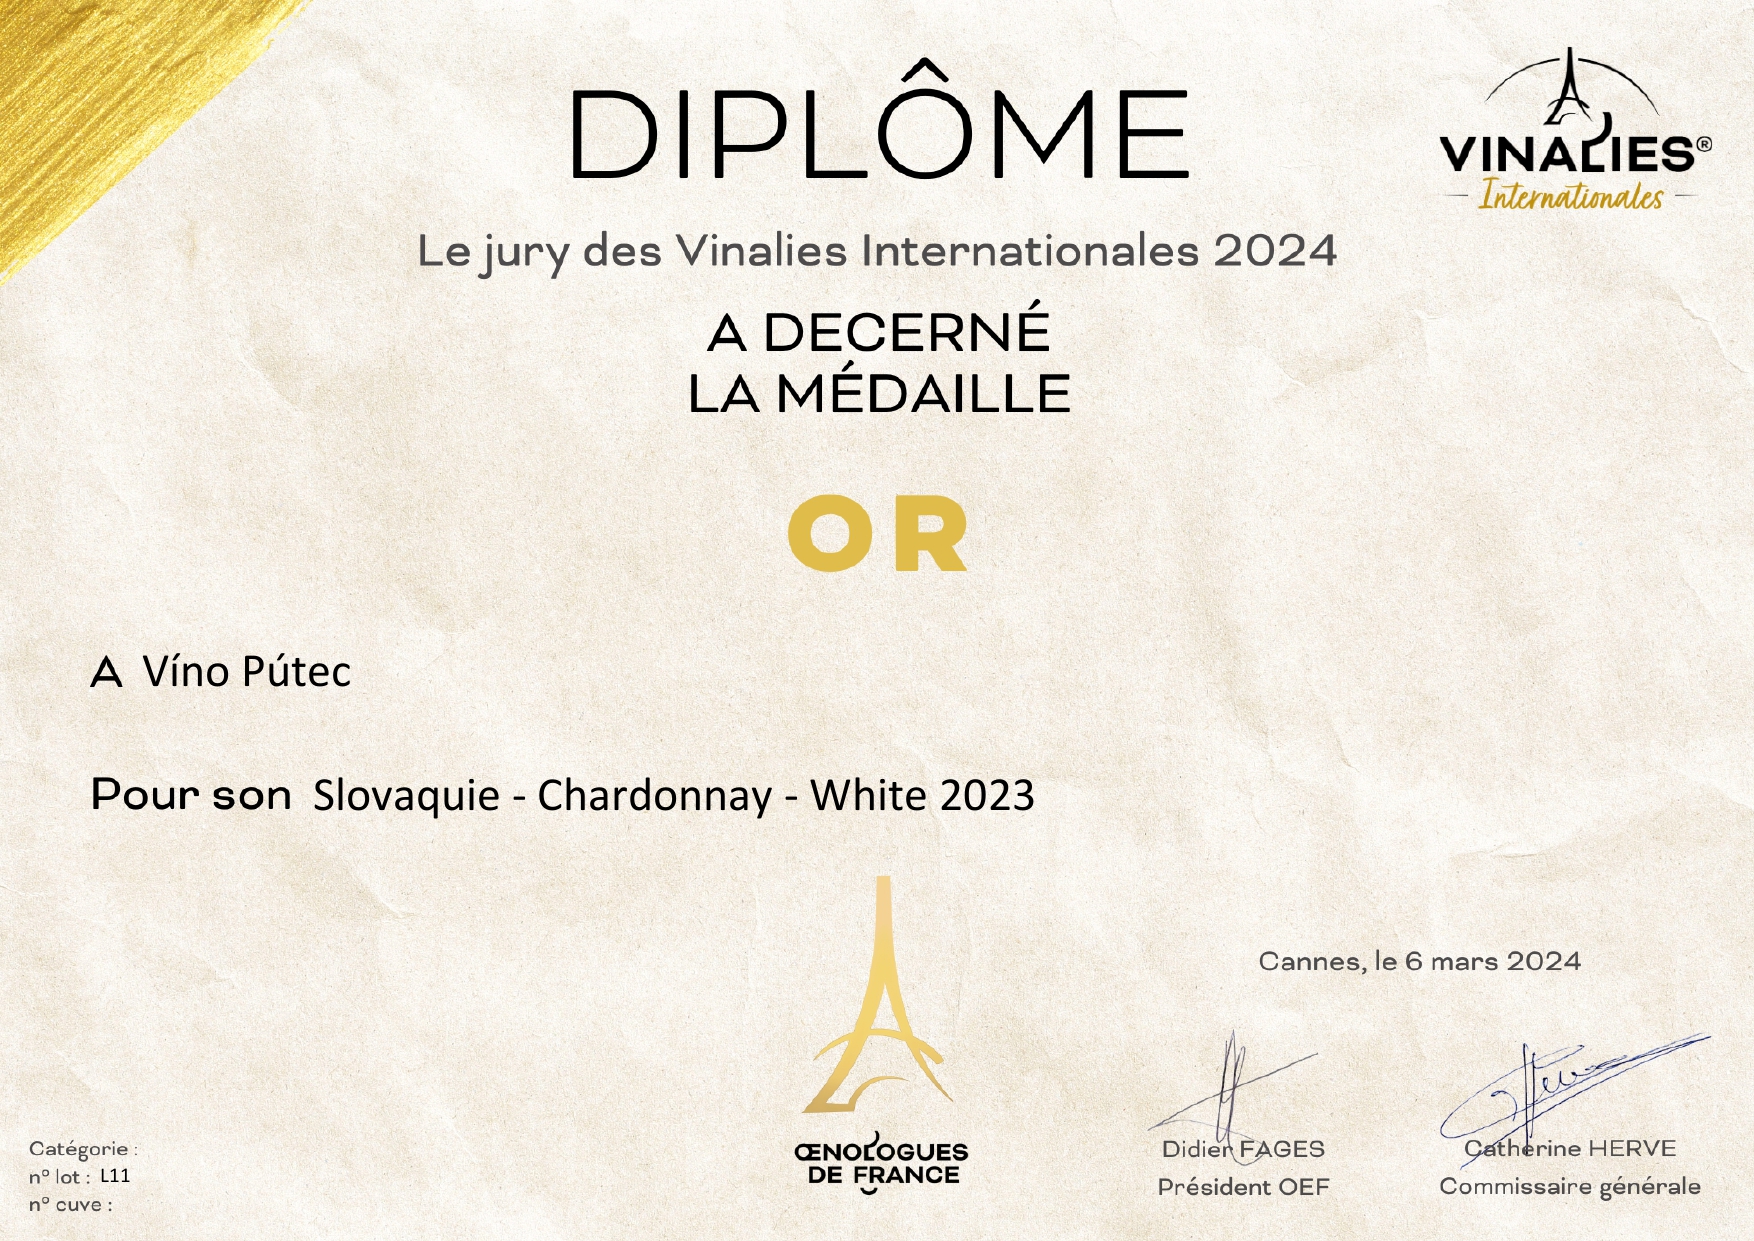 DIPLÔME
VINALIES®
Internationales
Le jury des Vinalies Internationales 2024
A DECERNÉ
LA MÉDAILLE
OR
A Víno Pútec
Pour son Slovaquie - Chardonnay - White 2023
Cannes, le 6 mars 2024
ŒNOLOGUES
DE FRANCE
Didier FAGES
Président OEF
Catherine HERVE
Commissaire générale
Catégorie :
n° lot : L11
n° cuve :